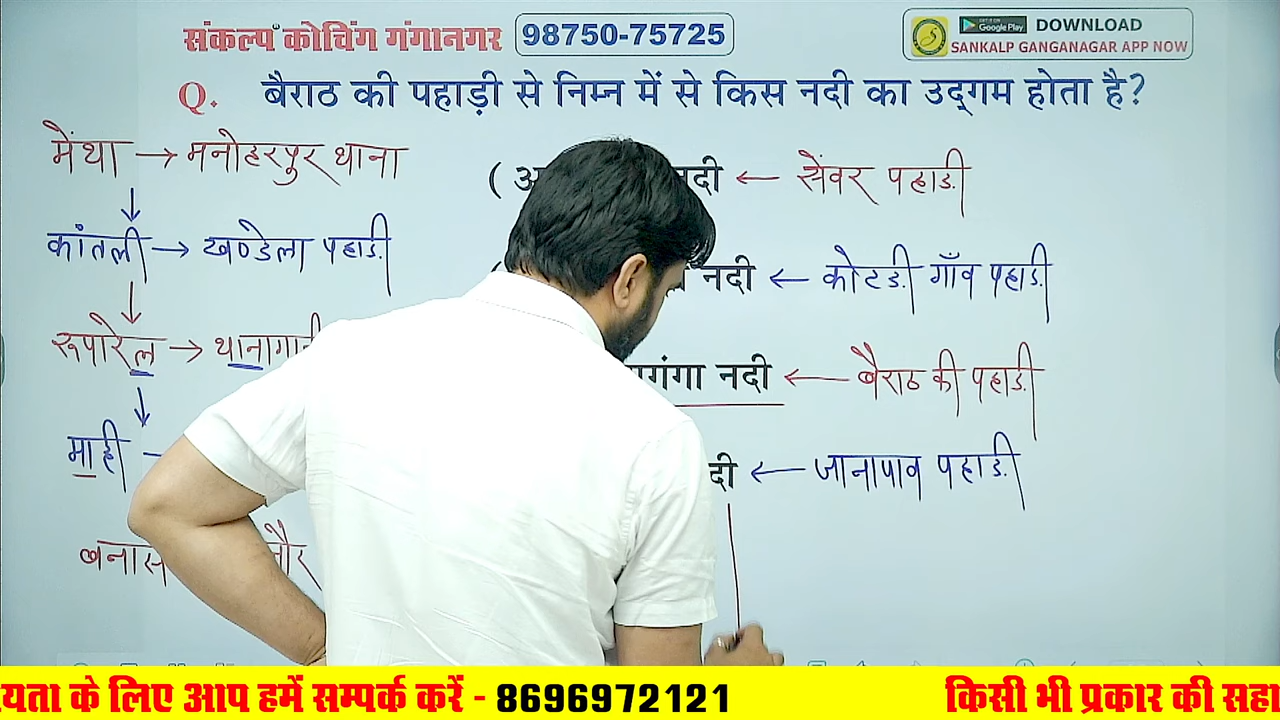 संकल्प कोचिंग गंगानगर 98750-75725
GET IT ON Google Play DOWNLOAD
SANKALP GANGANAGAR APP NOW
Q. बैराठ की पहाड़ी से निम्न में से किस नदी का उद्‌गम होता है?
मेंथा → मनोहरपुर थाना
नदी ← सेंवर पहाडी
कांतली → खण्डेला पहाडी
नदी ← कोटडी गाँव पहाडी
रूपारेल →
गंगा नदी ← बैराठ की पहाडी
माही
← जानापाव पहाडी
बनास
के लिए आप हमें सम्पर्क करें - 8696972121 किसी भी प्रकार की